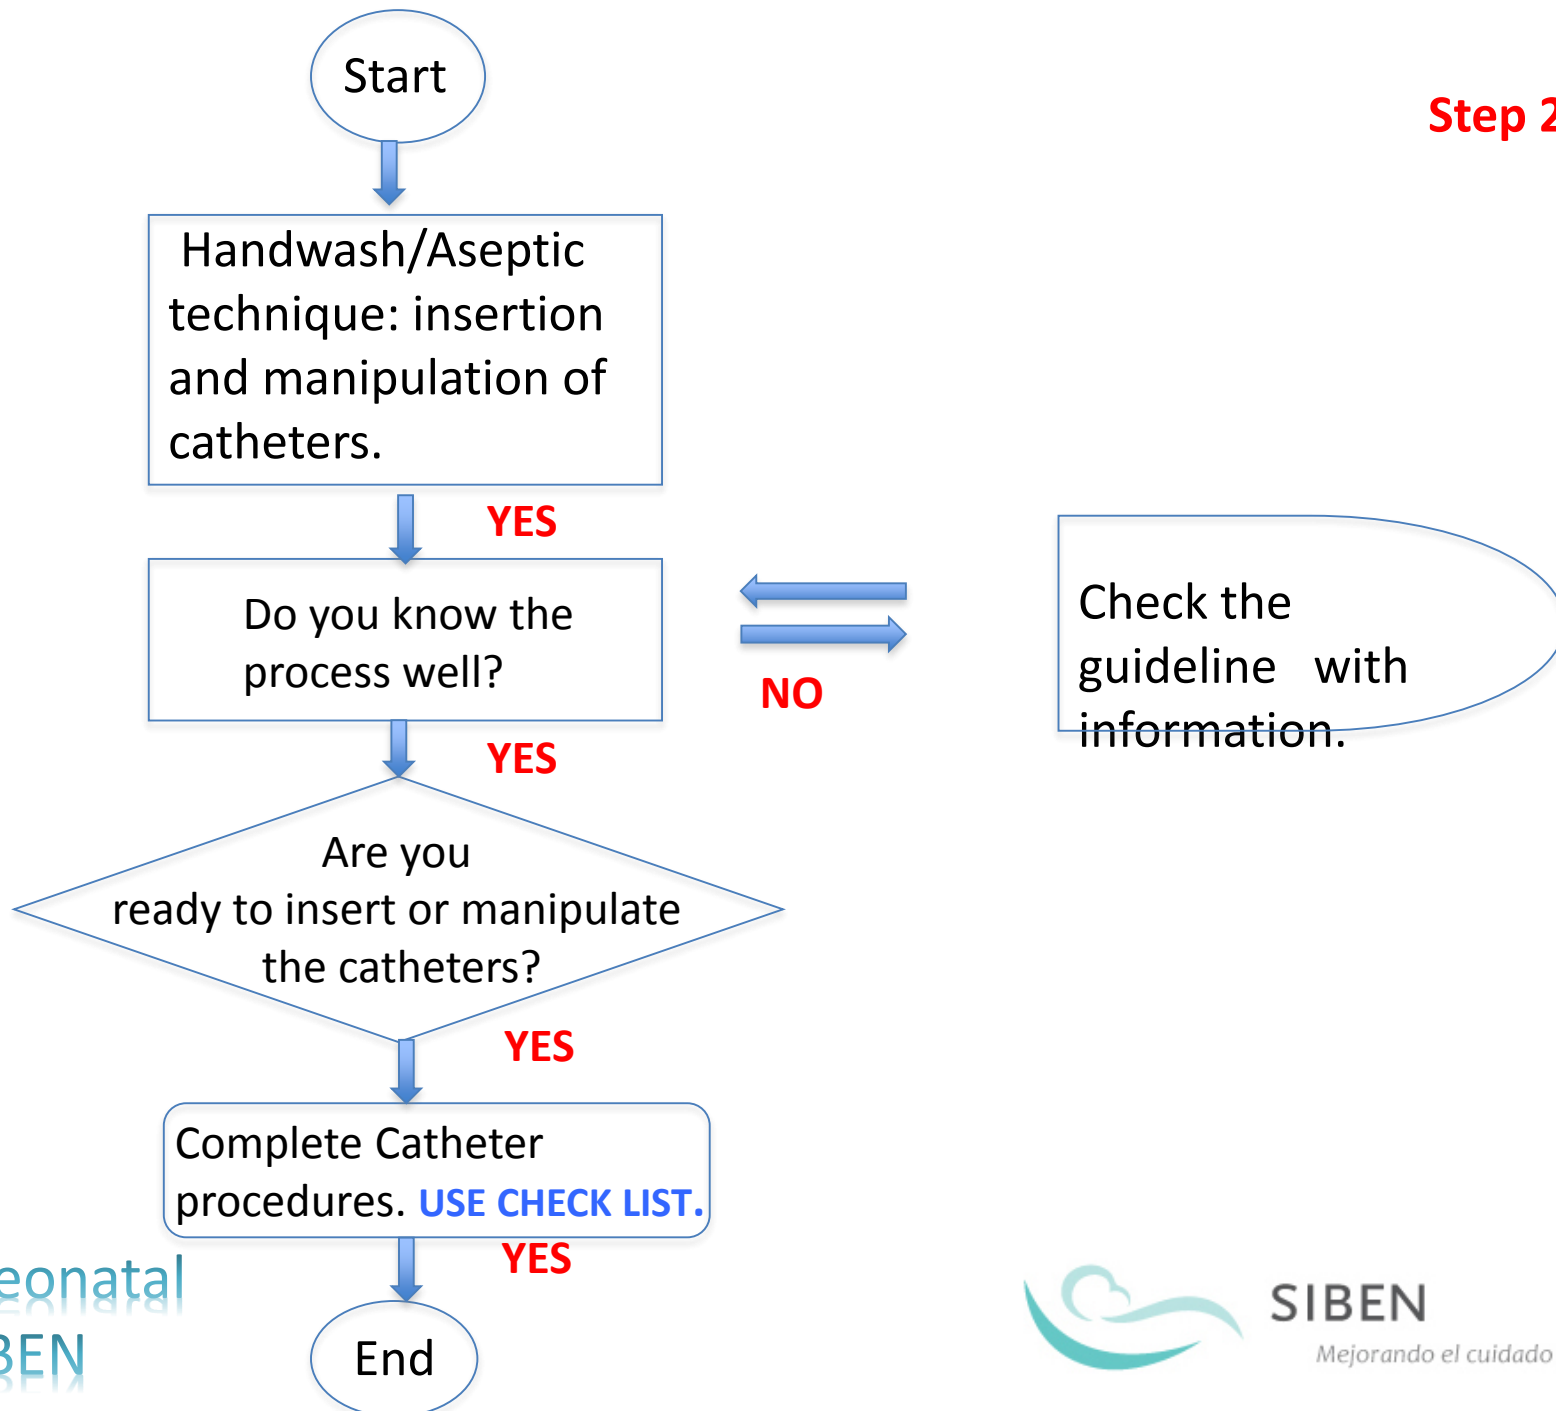 Start
Step 2
Handwash/Aseptic
technique: insertion
and manipulation of
catheters.
YES
Do you know the
process well?
NO
Check the
guideline with
information.
YES
Are you
ready to insert or manipulate
the catheters?
YES
Complete Catheter
procedures. USE CHECK LIST.
YES
End
eonatal
BEN
SIBEN
Mejorando el cuidado